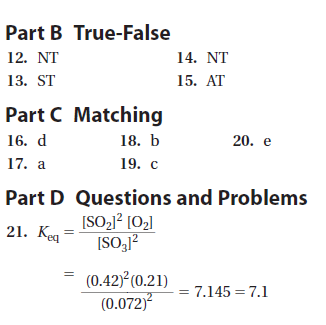 Part B True-False
12. NT 14. NT
13. ST 15. AT
Part C Matching
16. d 18. b 20. e
17. a 19. c
Part D Questions and Problems
21. Keq = [SO₂]² [O₂] / [SO₃]²
= (0.42)²(0.21) / (0.072)² = 7.145 = 7.1